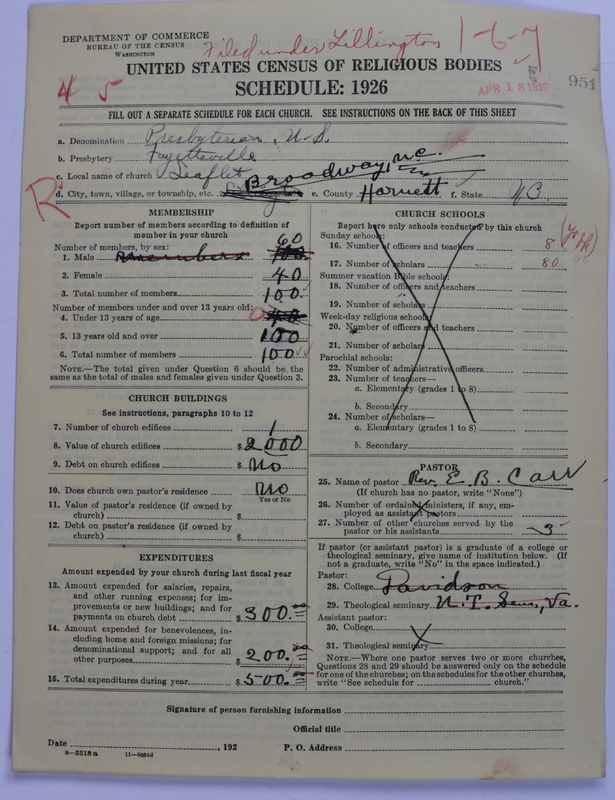 DEPARTMENT OF COMMERCE
BUREAU OF THE CENSUS
WASHINGTON
Filed under Lillington 1-6-7
UNITED STATES CENSUS OF RELIGIOUS BODIES
4 5
SCHEDULE: 1926
APR 18 1927
951
FILL OUT A SEPARATE SCHEDULE FOR EACH CHURCH. SEE INSTRUCTIONS ON THE BACK OF THIS SHEET
a. Denomination Presbyterian, U.S.
b. Presbytery Fayetteville
c. Local name of church Leaflet
R
d. City, town, village, or township, etc. Lillington Broadway, N.C. e. County Harnett f. State N.C.
MEMBERSHIP
Report number of members according to definition of member in your church
Number of members, by sex:
1. Male members 100 60
2. Female 40
3. Total number of members 100
Number of members under and over 13 years old:
4. Under 13 years of age 0 40
5. 13 years old and over 100
6. Total number of members 100
NOTE.—The total given under Question 6 should be the
same as the total of males and females given under Question 3.
CHURCH BUILDINGS
See instructions, paragraphs 10 to 12
7. Number of church edifices 1
8. Value of church edifices $ 2000
9. Debt on church edifices $ No
10. Does church own pastor's residence No
Yes or No
11. Value of pastor's residence (if owned by
church) $
12. Debt on pastor's residence (if owned by
church) $
EXPENDITURES
Amount expended by your church during last fiscal year
13. Amount expended for salaries, repairs,
and other running expenses; for im-
provements or new buildings; and for
payments on church debt $ 300.00
14. Amount expended for benevolences, in-
cluding home and foreign missions; for
denominational support; and for all
other purposes $ 200.00
15. Total expenditures during year $ 500.00
CHURCH SCHOOLS
Report here only schools conducted by this church
Sunday schools:
16. Number of officers and teachers 8
17. Number of scholars 80
Summer vacation Bible schools:
18. Number of officers and teachers
19. Number of scholars
Week-day religious schools:
20. Number of officers and teachers
21. Number of scholars
Parochial schools:
22. Number of administrative officers
23. Number of teachers—
a. Elementary (grades 1 to 8)
b. Secondary
24. Number of scholars—
a. Elementary (grades 1 to 8)
b. Secondary
PASTOR
25. Name of pastor Rev. E. B. Carr
(If church has no pastor, write "None")
26. Number of ordained ministers, if any, em-
ployed as assistant pastors
27. Number of other churches served by the
pastor or his assistants 3
If pastor (or assistant pastor) is a graduate of a college or
theological seminary, give name of institution below. (If
not a graduate, write "No" in the space indicated.)
Pastor:
28. College Davidson
29. Theological seminary U.T. Sem., Va.
Assistant pastor:
30. College
31. Theological seminary
NOTE.—Where one pastor serves two or more churches,
Questions 28 and 29 should be answered only on the schedule
for one of the churches; on the schedules for the other churches,
write "See schedule for church."
Signature of person furnishing information
Official title
Date , 192 P. O. Address
8-5518a 11-9054d